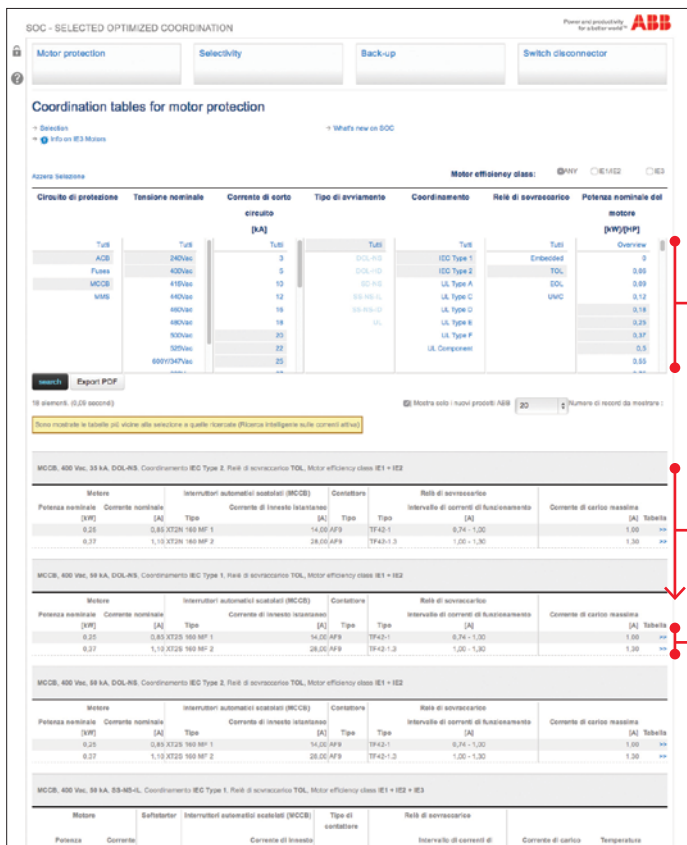 SOC - SELECTED OPTIMIZED COORDINATION
Power and productivity
for a better world™
ABB
Motor protection
Selectivity
Back-up
Switch disconnector
Coordination tables for motor protection
Selection
What's new on SOC
Info on IE3 Motors
Azzera Selezione
Motor efficiency class:
ANY
IE1/IE2
IE3
Circuito di protezione Tensione nominale Corrente di corto Tipo di avviamento Coordinamento Relè di sovraccarico Potenza nominale del
circuito motore
[kA] [kW]/[HP]
Tutti Tutti Tutti Tutti Tutti Tutti Overview
ACB 240Vac 3 DOL-NS IEC Type 1 Embedded 0
Fuses 400Vac 5 DOL-HD IEC Type 2 TOL 0,06
MCCB 415Vac 10 SD-NS UL Type A EOL 0,09
MMS 440Vac 12 SS-NS-IL UL Type C UMC 0,12
460Vac 16 UL Type D 0,18
480Vac 18 UL UL Type E 0,25
500Vac 20 UL Type F 0,37
525Vac 22 UL Component 0,5
600Y/347Vac 25 0,55
search
Export PDF
19 elementi. (0,09 secondi)
Mostra solo i nuovi prodotti ABB
20
Numero di record da mostrare :
Sono mostrate le tabelle più vicine alla selezione a quelle ricercate (Ricerca intelligente sulle correnti attiva)
MCCB, 400 Vac, 35 kA, DOL-NS, Coordinamento IEC Type 2, Relè di sovraccarico TOL, Motor efficiency class IE1 + IE2
Motore Interruttori automatici scatolati (MCCB) Contattore Relè di sovraccarico
Potenza nominale Corrente nominale Corrente di innesto istantaneo Intervallo di correnti di funzionamento Corrente di carico massima
[kW] [A] Tipo [A] Tipo Tipo [A] [A] Tabella
0,25 0,85 XT2N 160 MF 1 14,00 AF9 TF42-1 0,74 - 1,00 1,00 >>
0,37 1,10 XT2N 160 MF 2 28,00 AF9 TF42-1.3 1,00 - 1,30 1,30 >>
MCCB, 400 Vac, 50 kA, DOL-NS, Coordinamento IEC Type 1, Relè di sovraccarico TOL, Motor efficiency class IE1 + IE2
Motore Interruttori automatici scatolati (MCCB) Contattore Relè di sovraccarico
Potenza nominale Corrente nominale Corrente di innesto istantaneo Intervallo di correnti di funzionamento Corrente di carico massima
[kW] [A] Tipo [A] Tipo Tipo [A] [A] Tabella
0,25 0,85 XT2S 160 MF 1 14,00 AF9 TF42-1 0,74 - 1,00 1,00 >>
0,37 1,10 XT2S 160 MF 2 28,00 AF9 TF42-1.3 1,00 - 1,30 1,30 >>
MCCB, 400 Vac, 50 kA, DOL-NS, Coordinamento IEC Type 2, Relè di sovraccarico TOL, Motor efficiency class IE1 + IE2
Motore Interruttori automatici scatolati (MCCB) Contattore Relè di sovraccarico
Potenza nominale Corrente nominale Corrente di innesto istantaneo Intervallo di correnti di funzionamento Corrente di carico massima
[kW] [A] Tipo [A] Tipo Tipo [A] [A] Tabella
0,25 0,85 XT2S 160 MF 1 14,00 AF9 TF42-1 0,74 - 1,00 1,00 >>
0,37 1,10 XT2S 160 MF 2 28,00 AF9 TF42-1.3 1,00 - 1,30 1,30 >>
MCCB, 400 Vac, 50 kA, SS-NS-IL, Coordinamento IEC Type 1, Relè di sovraccarico TOL, Motor efficiency class IE1 + IE2 + IE3
Motore Softstarter Interruttori automatici scatolati (MCCB) Tipo di Relè di sovraccarico
contattore
Potenza Corrente Corrente di innesto Intervallo di correnti di Corrente di carico Temperatura